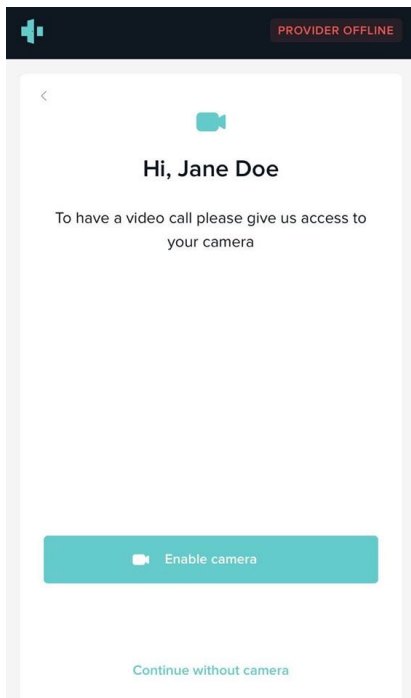 PROVIDER OFFLINE
Hi, Jane Doe
To have a video call please give us access to
your camera
Enable camera
Continue without camera